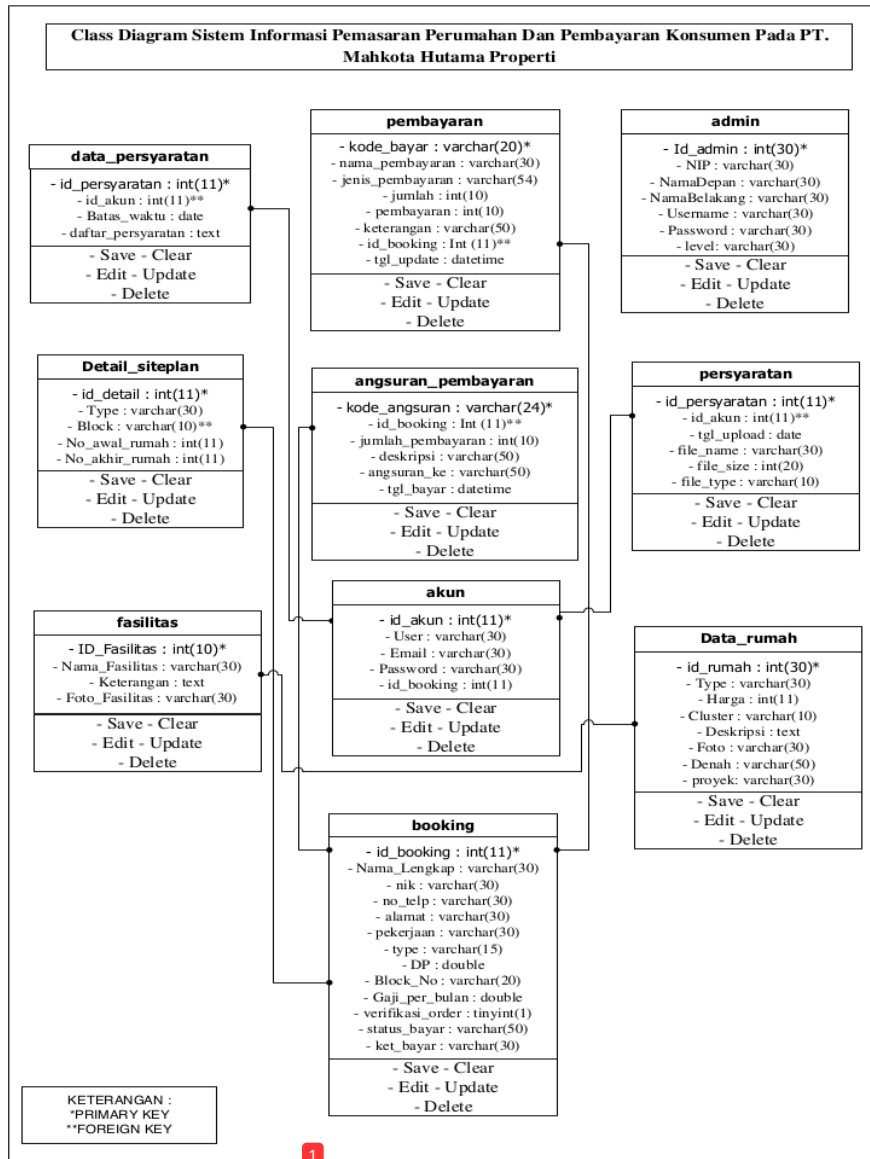 Class Diagram Sistem Informasi Pemasaran Perumahan Dan Pembayaran Konsumen Pada PT.
Mahkota Hutama Properti
data_persyaratan
- id_persyaratan : int(11)*
- id_akun : int(11)**
- Batas_waktu : date
- daftar_persyaratan : text
- Save - Clear
- Edit - Update
- Delete
pembayaran
- kode_bayar : varchar(20)*
- nama_pembayaran : varchar(30)
- jenis_pembayaran : varchar(54)
- jumlah : int(10)
- pembayaran : int(10)
- keterangan : varchar(50)
- id_booking : Int (11)**
- tgl_update : datetime
- Save - Clear
- Edit - Update
- Delete
admin
- Id_admin : int(30)*
- NIP : varchar(30)
- NamaDepan : varchar(30)
- NamaBelakang : varchar(30)
- Username : varchar(30)
- Password : varchar(30)
- level: varchar(30)
- Save - Clear
- Edit - Update
- Delete
Detail_siteplan
- id_detail : int(11)*
- Type : varchar(30)
- Block : varchar(10)**
- No_awal_rumah : int(11)
- No_akhir_rumah : int(11)
- Save - Clear
- Edit - Update
- Delete
angsuran_pembayaran
- kode_angsuran : varchar(24)*
- id_booking : Int (11)**
- jumlah_pembayaran : int(10)
- deskripsi : varchar(50)
- angsuran_ke : varchar(50)
- tgl_bayar : datetime
- Save - Clear
- Edit - Update
- Delete
persyaratan
- id_persyaratan : int(11)*
- id_akun : int(11)**
- tgl_upload : date
- file_name : varchar(30)
- file_size : int(20)
- file_type : varchar(10)
- Save - Clear
- Edit - Update
- Delete
fasilitas
- ID_Fasilitas : int(10)*
- Nama_Fasilitas : varchar(30)
- Keterangan : text
- Foto_Fasilitas : varchar(30)
- Save - Clear
- Edit - Update
- Delete
akun
- id_akun : int(11)*
- User : varchar(30)
- Email : varchar(30)
- Password : varchar(30)
- id_booking : int(11)
- Save - Clear
- Edit - Update
- Delete
Data_rumah
- id_rumah : int(30)*
- Type : varchar(30)
- Harga : int(11)
- Cluster : varchar(10)
- Deskripsi : text
- Foto : varchar(30)
- Denah : varchar(50)
- proyek: varchar(30)
- Save - Clear
- Edit - Update
- Delete
booking
- id_booking : int(11)*
- Nama_Lengkap : varchar(30)
- nik : varchar(30)
- no_telp : varchar(30)
- alamat : varchar(30)
- pekerjaan : varchar(30)
- type : varchar(15)
- DP : double
- Block_No : varchar(20)
- Gaji_per_bulan : double
- verifikasi_order : tinyint(1)
- status_bayar : varchar(50)
- ket_bayar : varchar(30)
- Save - Clear
- Edit - Update
- Delete
KETERANGAN :
*PRIMARY KEY
**FOREIGN KEY
1